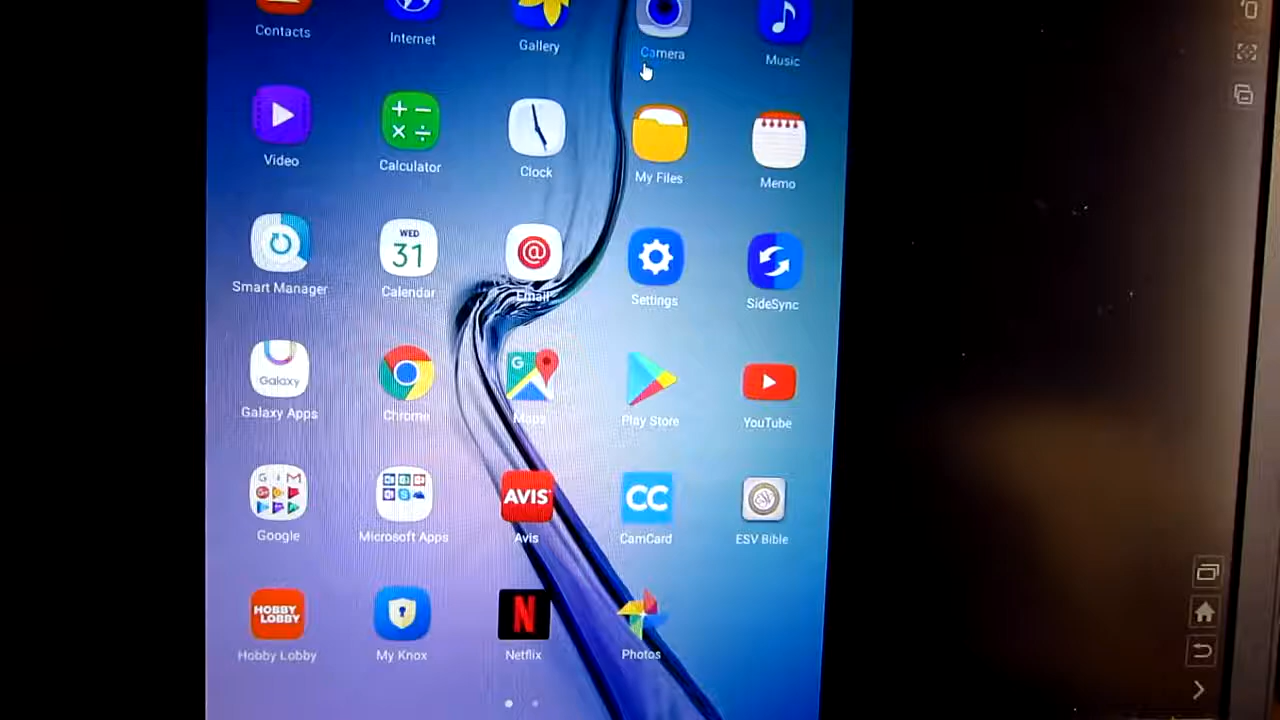 Contacts
Internet
Gallery
Camera
Music
Video
Calculator
Clock
My Files
Memo
Smart Manager
WED
31
Calendar
@
Email
Settings
SideSync
Galaxy
Galaxy Apps
Chrome
G
Maps
Play Store
YouTube
Google
Microsoft Apps
AVIS
Avis
CC
CamCard
ESV Bible
HOBBY
LOBBY
Hobby Lobby
My Knox
N
Netflix
Photos